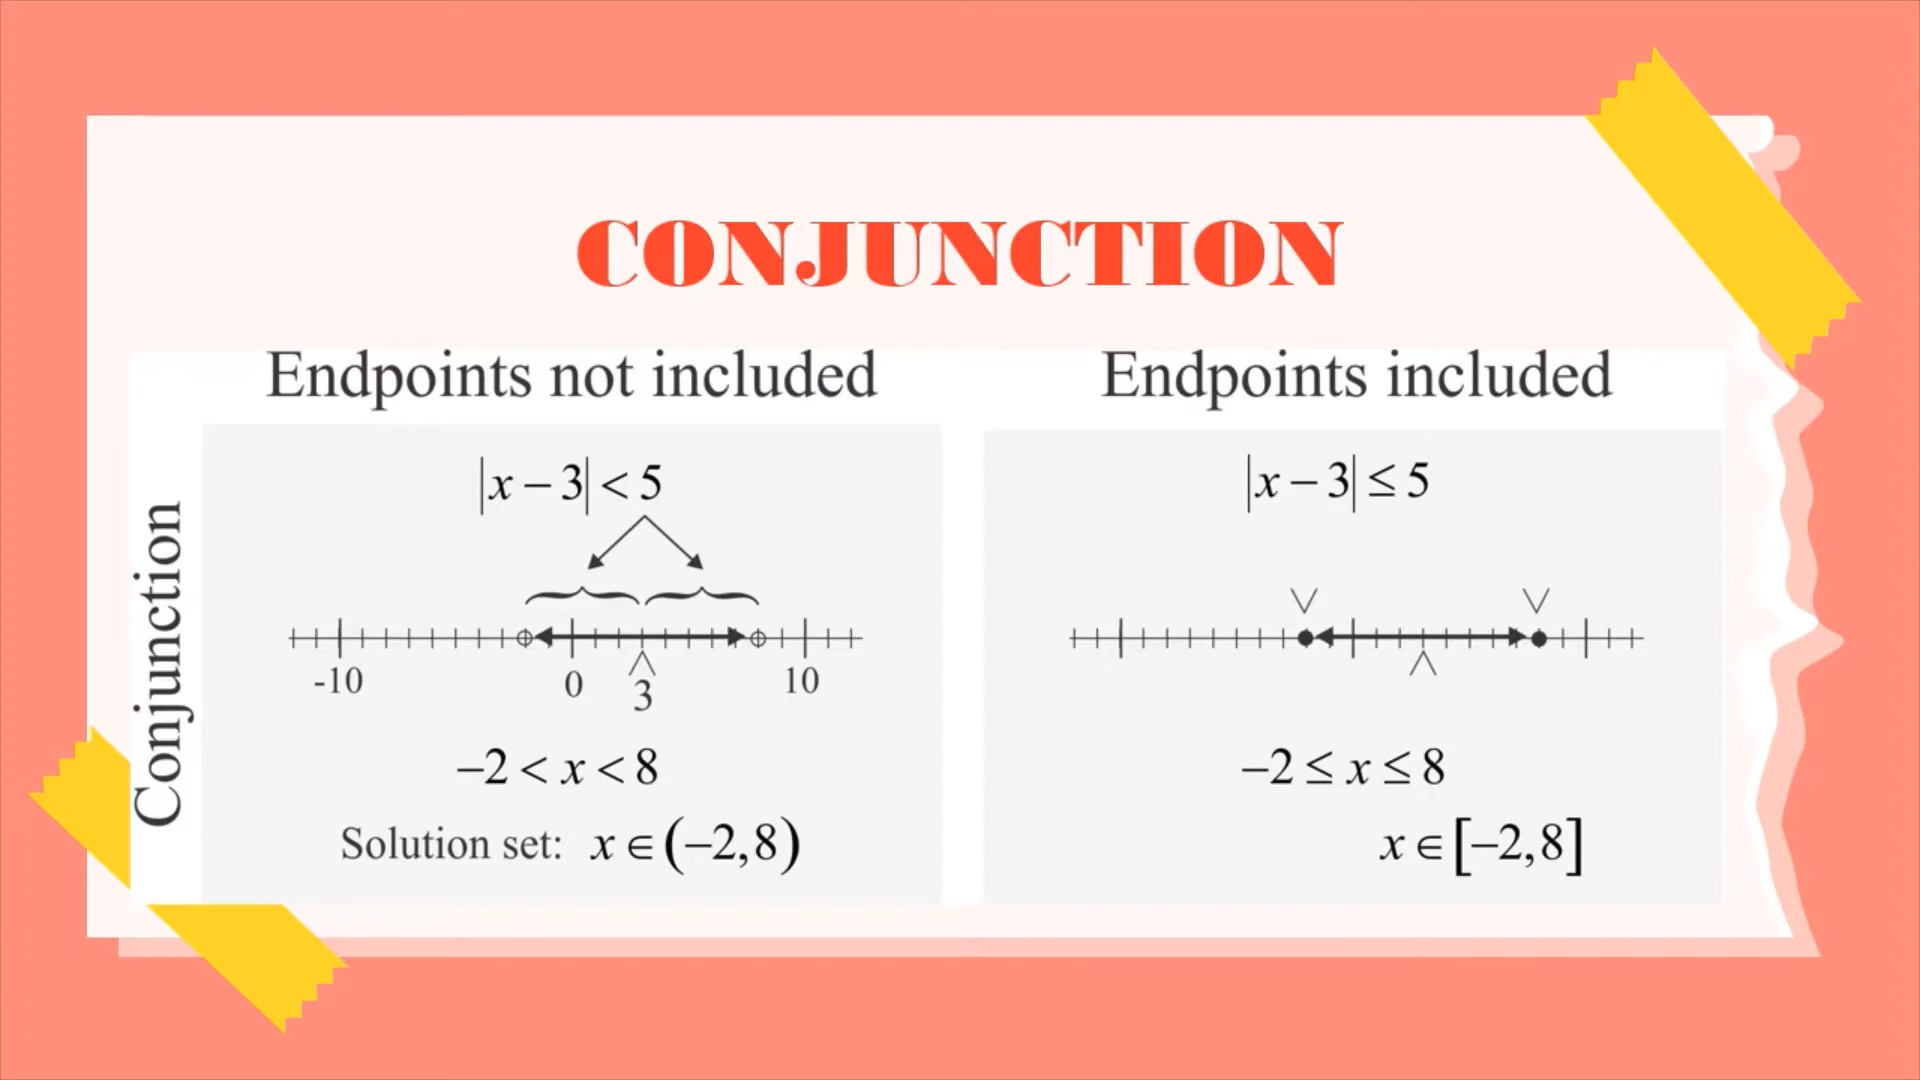 CONJUNCTION
Endpoints not included
Endpoints included
Conjunction
|x − 3| < 5
-10 0 3 10
−2 < x < 8
Solution set: x ∈ (−2,8)
|x − 3| ≤ 5
−2 ≤ x ≤ 8
x ∈ [−2,8]